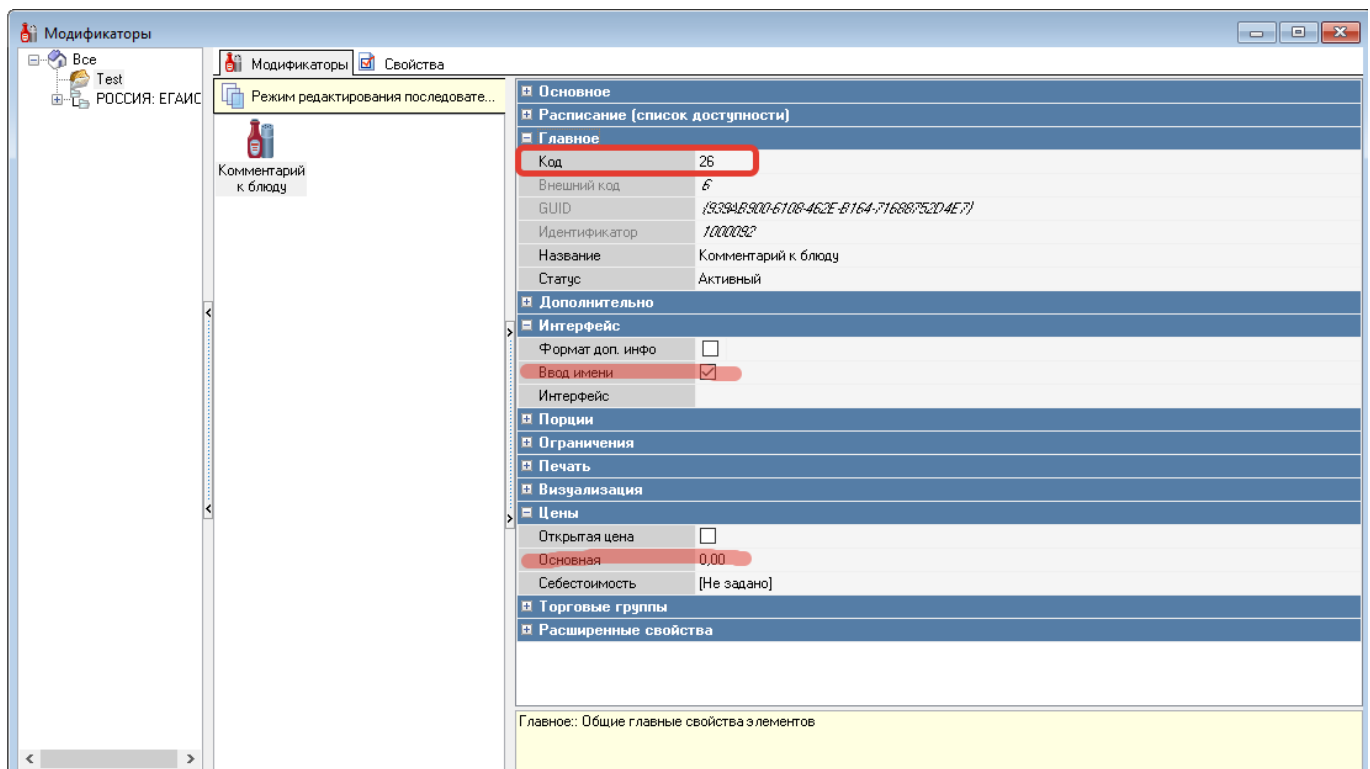 Модификаторы
Все
Test
РОССИЯ: ЕГАИС
Модификаторы
Свойства
Режим редактирования последовате...
Комментарий
к блюду
Основное
Расписание (список доступности)
Главное
Код 26
Внешний код 6
GUID {939AB900-6108-462E-B164-71688752D4E7}
Идентификатор 1000092
Название Комментарий к блюду
Статус Активный
Дополнительно
Интерфейс
Формат доп. инфо
Ввод имени
Интерфейс
Порции
Ограничения
Печать
Визуализация
Цены
Открытая цена
Основная 0,00
Себестоимость [Не задано]
Торговые группы
Расширенные свойства
Главное:: Общие главные свойства элементов